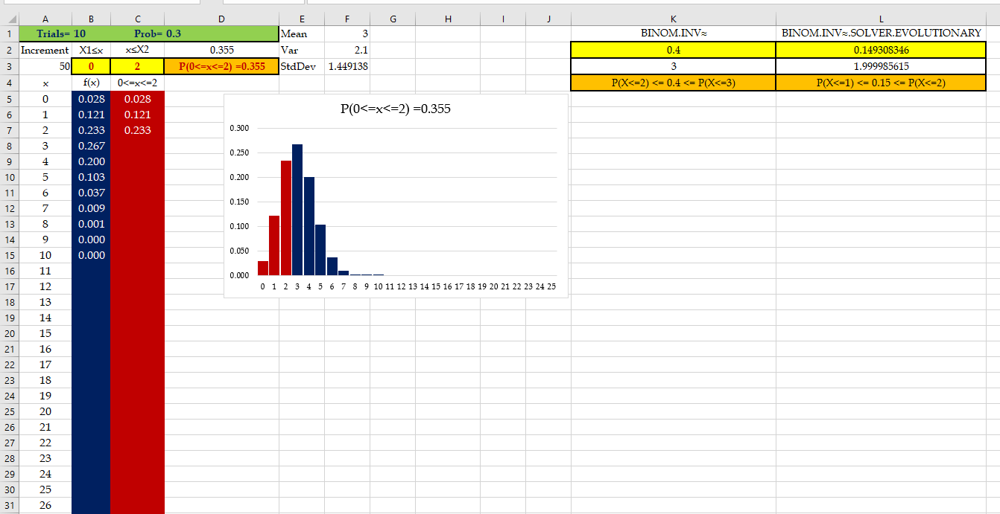 A B C D E F G H I J K L
1 Trials= 10 Prob= 0.3 Mean 3 BINOM.INV≈ BINOM.INV≈.SOLVER.EVOLUTIONARY
2 Increment X1≤x x≤X2 0.355 Var 2.1 0.4 0.149308346
3 50 0 2 P(0<=x<=2) =0.355 StdDev 1.449138 3 1.999985615
4 x f(x) 0<=x<=2 P(X<=2) <= 0.4 <= P(X<=3) P(X<=1) <= 0.15 <= P(X<=2)
5 0 0.028 0.028
6 1 0.121 0.121
7 2 0.233 0.233
8 3 0.267
9 4 0.200
10 5 0.103
11 6 0.037
12 7 0.009
13 8 0.001
14 9 0.000
15 10 0.000
16 11
17 12
18 13
19 14
20 15
21 16
22 17
23 18
24 19
25 20
26 21
27 22
28 23
29 24
30 25
31 26
P(0<=x<=2) =0.355
0.300
0.250
0.200
0.150
0.100
0.050
0.000
0 1 2 3 4 5 6 7 8 9 10 11 12 13 14 15 16 17 18 19 20 21 22 23 24 25